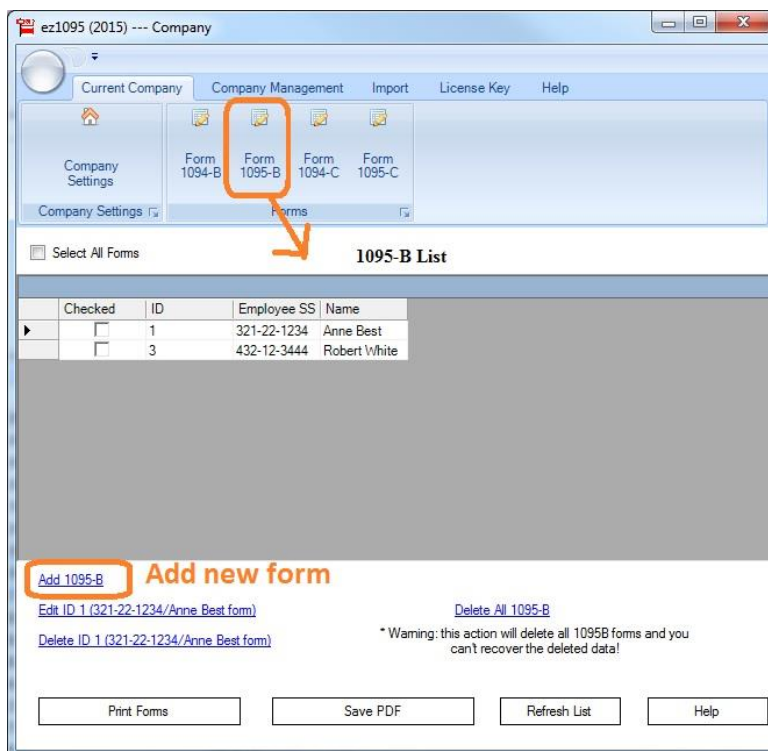 ez1095 (2015) --- Company
Current Company Company Management Import License Key Help
Company Settings
Form 1094-B
Form 1095-B
Form 1094-C
Form 1095-C
Company Settings Forms
Select All Forms
1095-B List
Checked ID Employee SS Name
1 321-22-1234 Anne Best
3 432-12-3444 Robert White
Add 1095-B Add new form
Edit ID 1 (321-22-1234/Anne Best form)
Delete All 1095-B
Delete ID 1 (321-22-1234/Anne Best form)
* Warning: this action will delete all 1095B forms and you
can't recover the deleted data!
Print Forms Save PDF Refresh List Help